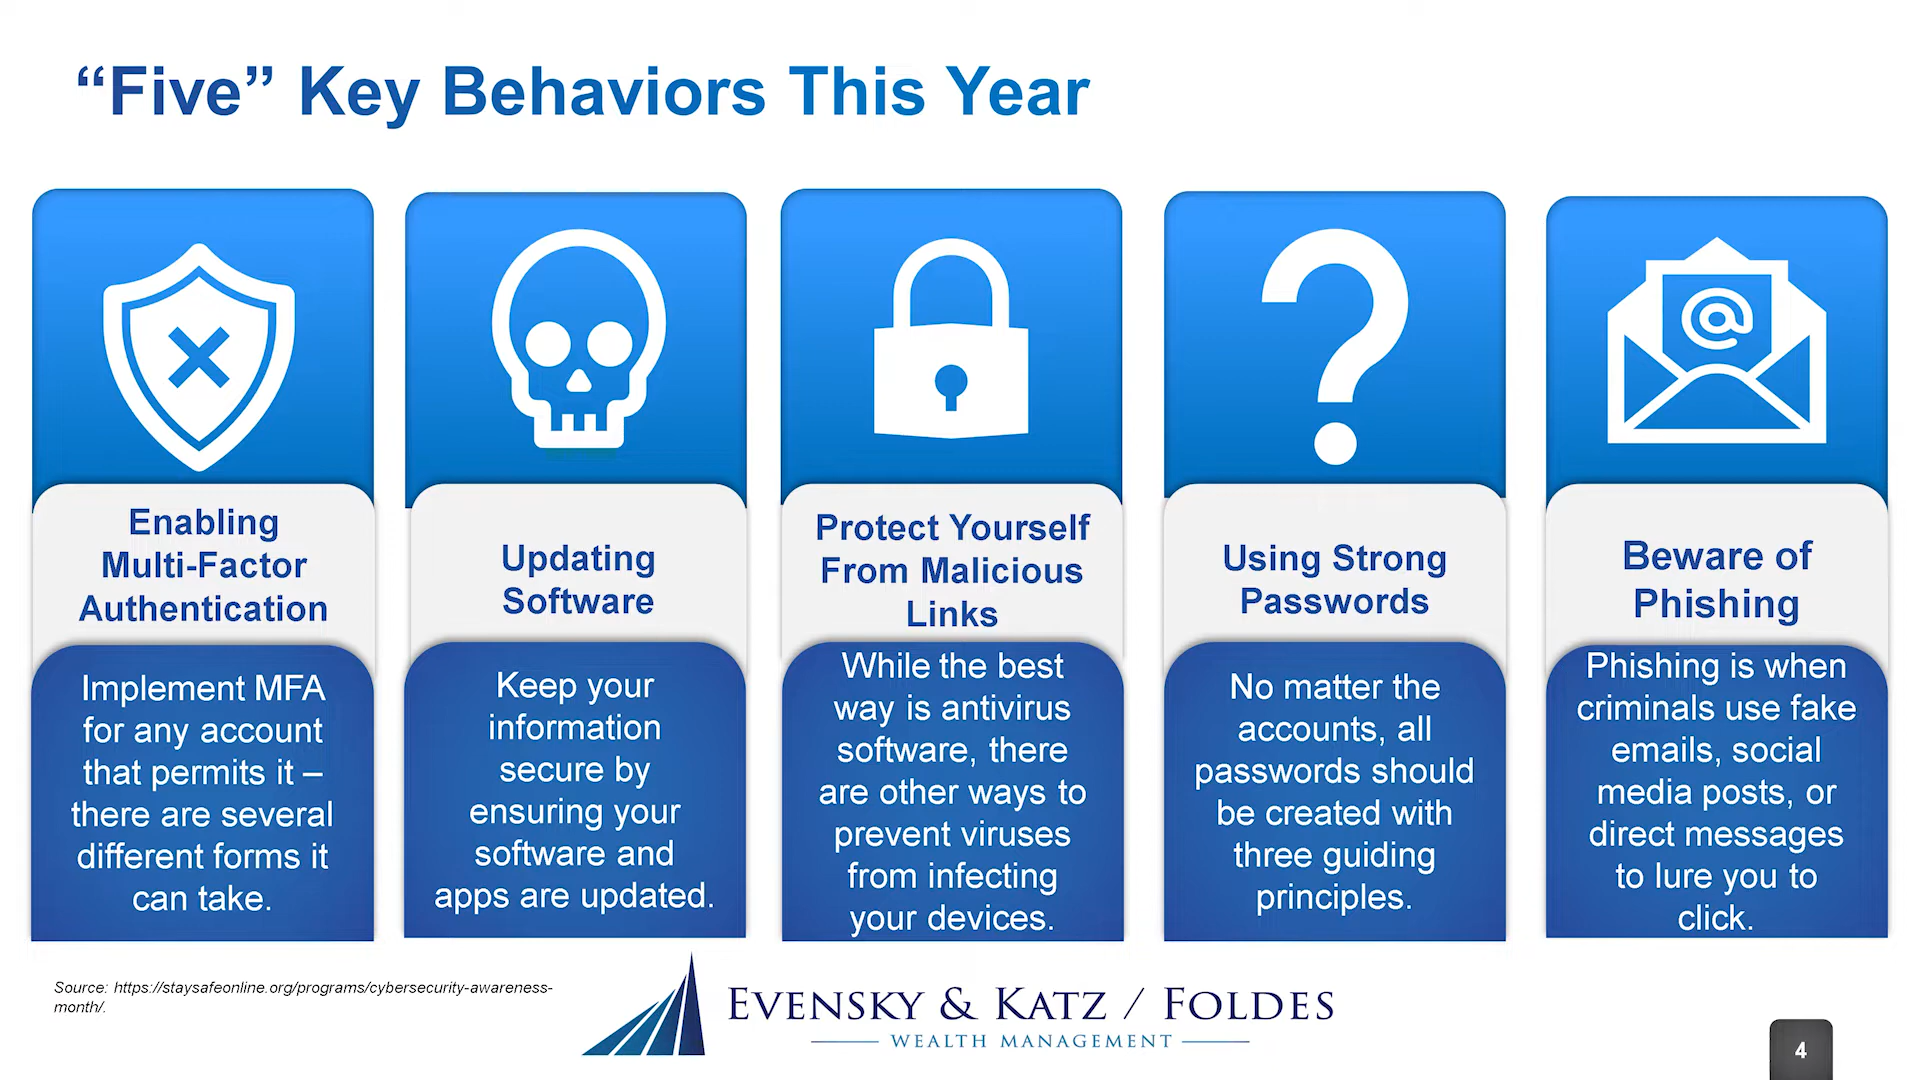 “Five” Key Behaviors This Year
Enabling
Multi-Factor
Authentication
Implement MFA
for any account
that permits it –
there are several
different forms it
can take.
Updating
Software
Keep your
information
secure by
ensuring your
software and
apps are updated.
Protect Yourself
From Malicious
Links
While the best
way is antivirus
software, there
are other ways to
prevent viruses
from infecting
your devices.
Using Strong
Passwords
No matter the
accounts, all
passwords should
be created with
three guiding
principles.
@
Beware of
Phishing
Phishing is when
criminals use fake
emails, social
media posts, or
direct messages
to lure you to
click.
Source: https://staysafeonline.org/programs/cybersecurity-awareness-
month/.
EVENSKY & KATZ / FOLDES
WEALTH MANAGEMENT
4